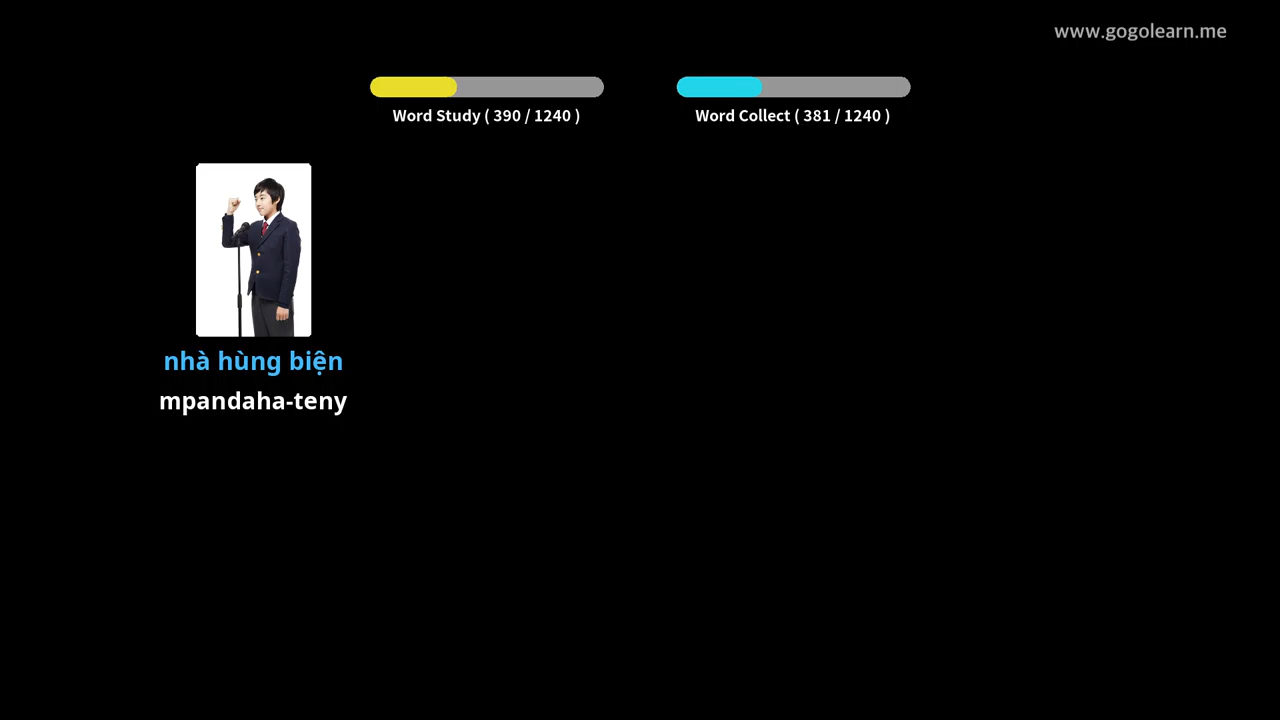 www.gogolearn.me
Word Study ( 390 / 1240 )
Word Collect ( 381 / 1240 )
nhà hùng biện
mpandaha-teny